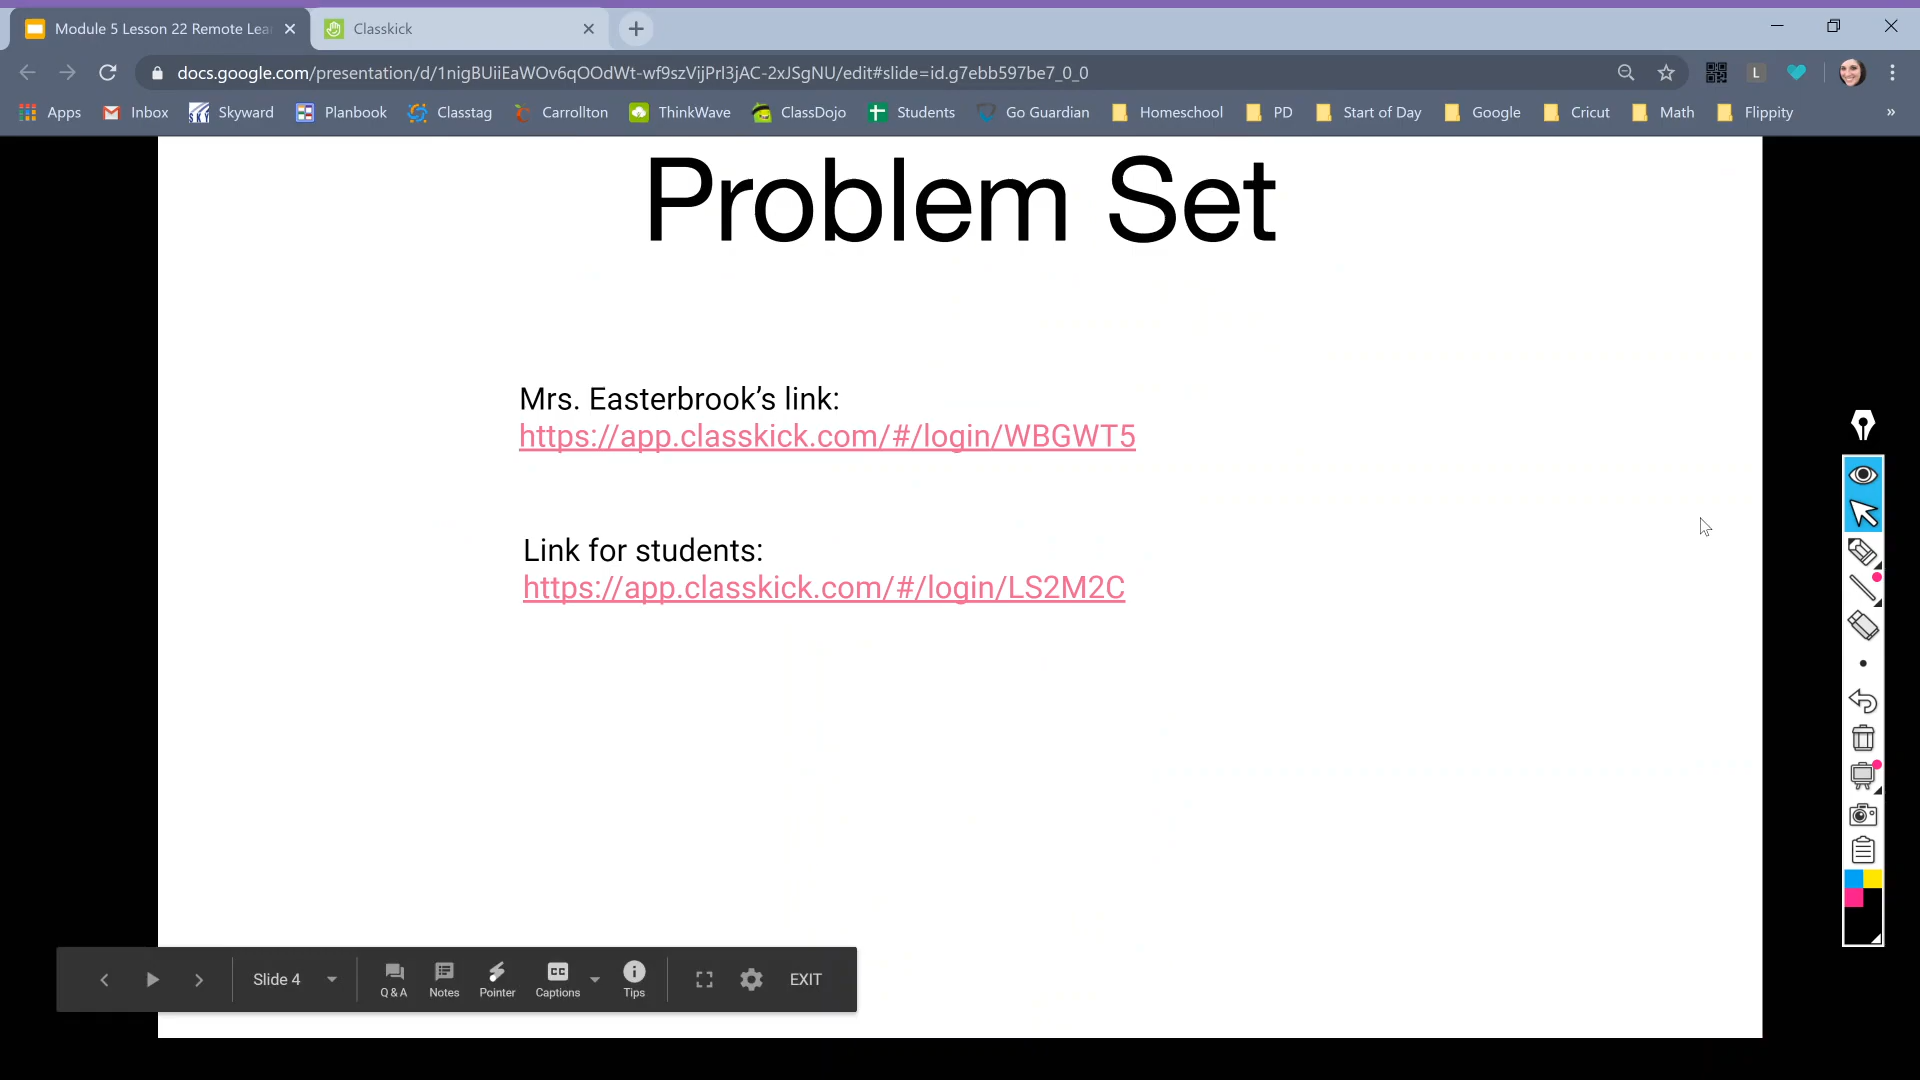 Module 5 Lesson 22 Remote Lea
Classkick
docs.google.com/presentation/d/1nigBUiiEaWOv6qOOdWt-wf9szVijPrl3jAC-2xJSgNU/edit#slide=id.g7ebb597be7_0_0
L
Apps Inbox Skyward Planbook Classtag Carrollton ThinkWave ClassDojo Students Go Guardian Homeschool PD Start of Day Google Cricut Math Flippity »
Problem Set
Mrs. Easterbrook’s link:
https://app.classkick.com/#/login/WBGWT5
Link for students:
https://app.classkick.com/#/login/LS2M2C
Slide 4 Q & A Notes Pointer CC Captions Tips EXIT